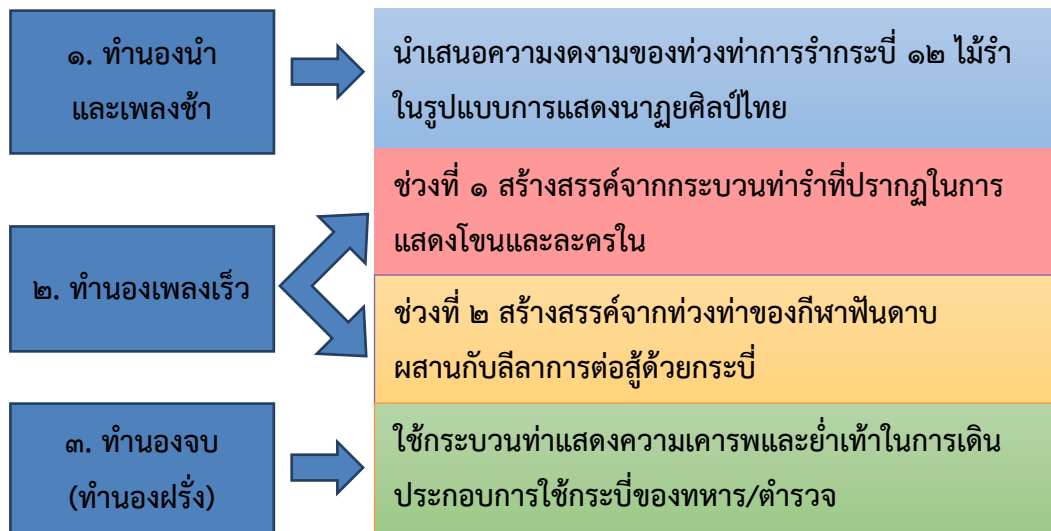 ๑. ทำนองนำ
และเพลงช้า
นำเสนอความงดงามของท่วงท่าการรำกระบี่ ๑๒ ไม้รำ
ในรูปแบบการแสดงนาฏยศิลป์ไทย
๒. ทำนองเพลงเร็ว
ช่วงที่ ๑ สร้างสรรค์จากกระบวนท่ารำที่ปรากฏในการ
แสดงโขนและละครใน
ช่วงที่ ๒ สร้างสรรค์จากท่วงท่าของกีฬาฟันดาบ
ผสานกับลีลาการต่อสู้ด้วยกระบี่
๓. ทำนองจบ
(ทำนองฝรั่ง)
ใช้กระบวนท่าแสดงความเคารพและย่ำเท้าในการเดิน
ประกอบการใช้กระบี่ของทหาร/ตำรวจ